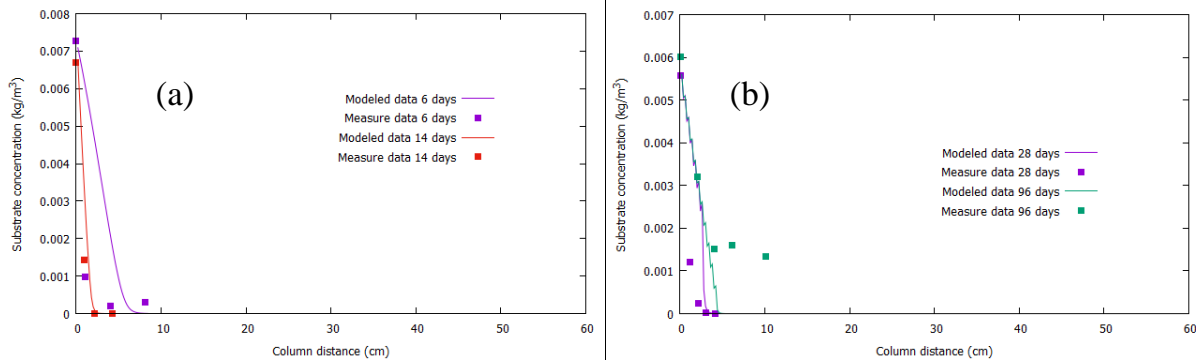 0.008
0.007
0.006
0.005
0.004
0.003
0.002
0.001
0
Substrate concentration (kg/m³)
(a)
Modeled data 6 days
Measure data 6 days
Modeled data 14 days
Measure data 14 days
0 10 20 30 40 50 60
Column distance (cm)
0.007
0.006
0.005
0.004
0.003
0.002
0.001
0
Substrate concentration (kg/m³)
(b)
Modeled data 28 days
Measure data 28 days
Modeled data 96 days
Measure data 96 days
0 10 20 30 40 50 60
Column distance (cm)